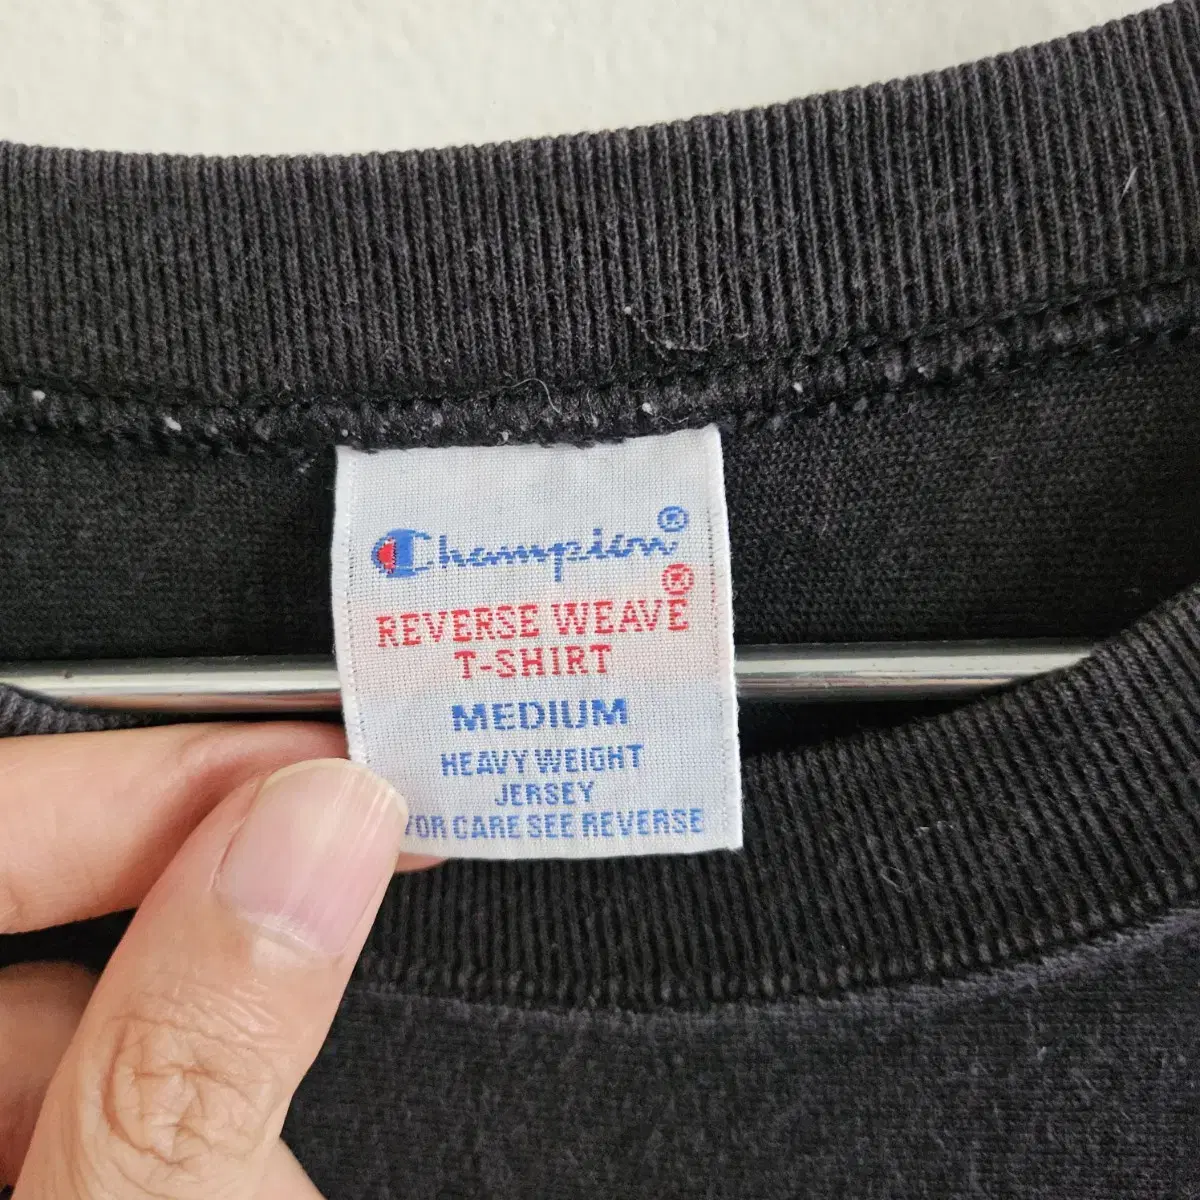 Champion®
REVERSE WEAVE®
T-SHIRT
MEDIUM
HEAVY WEIGHT
JERSEY
FOR CARE SEE REVERSE